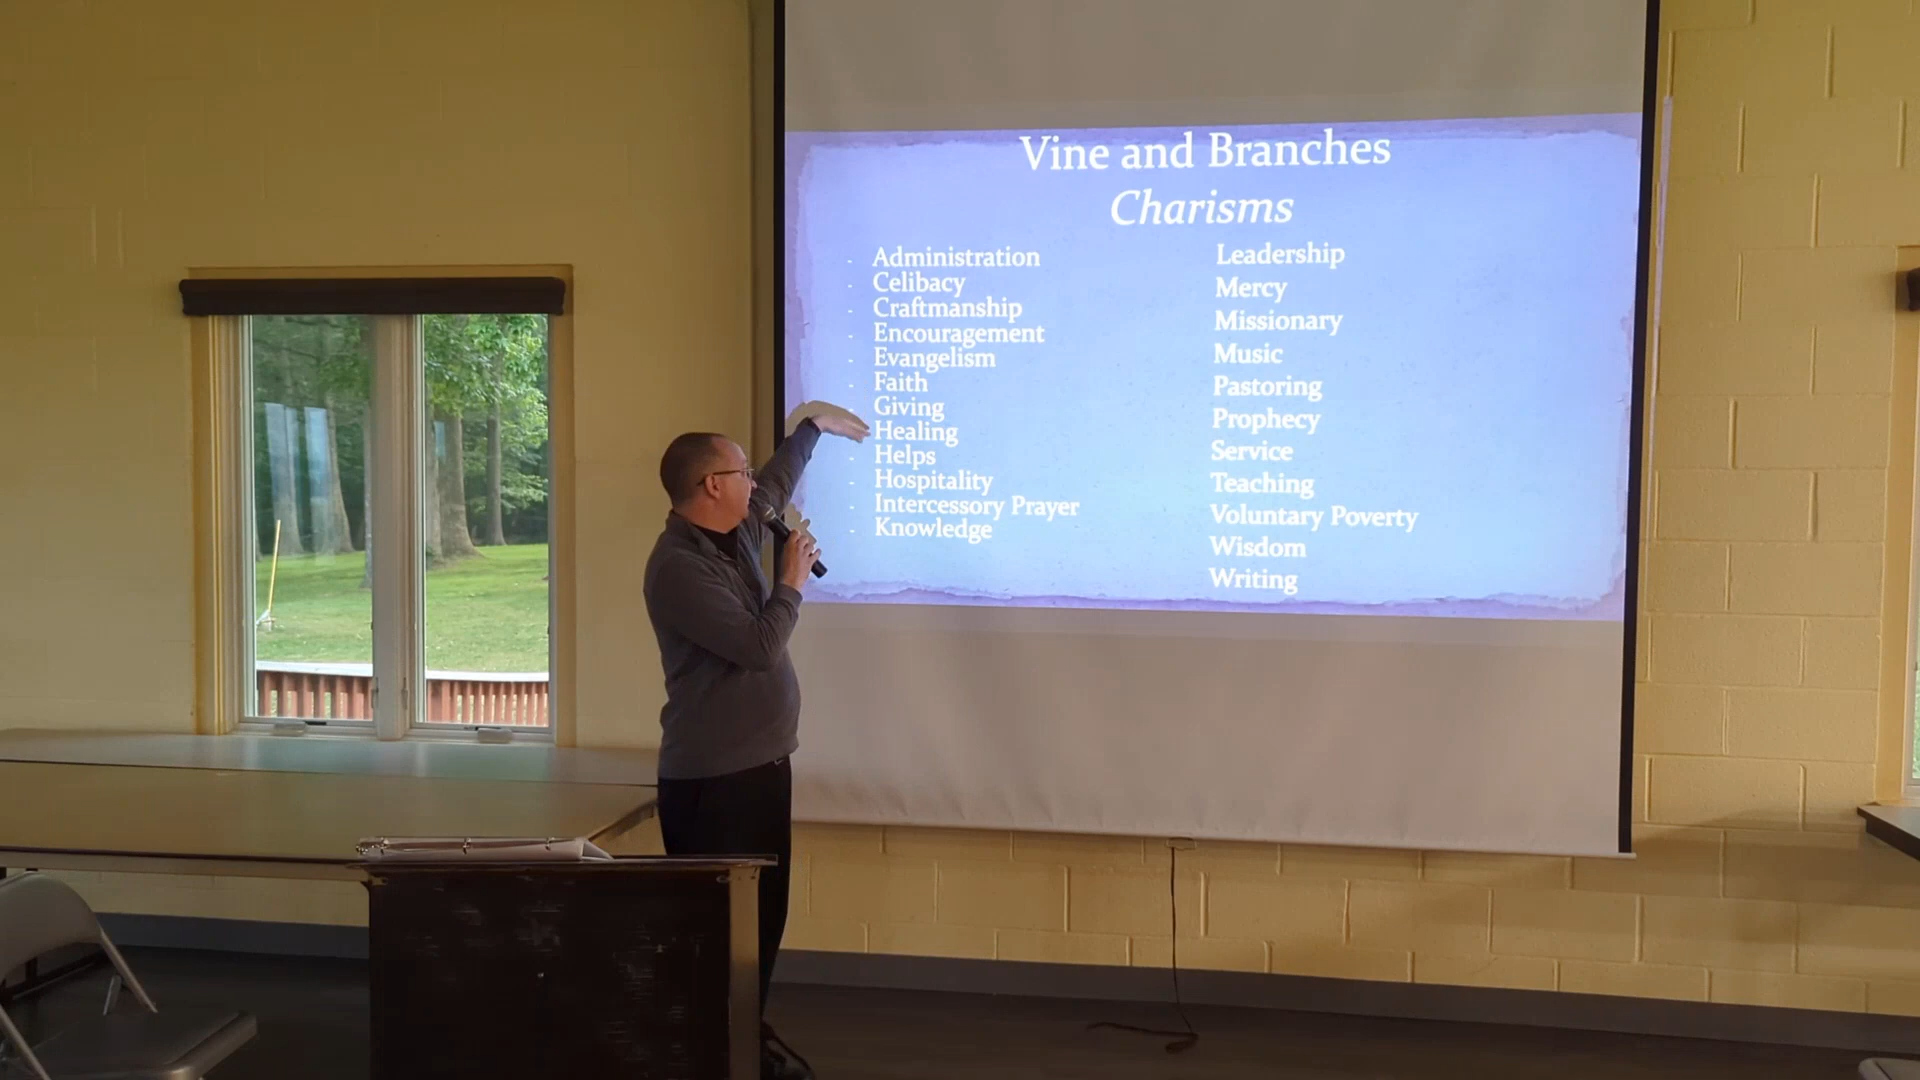 Vine and Branches
Charisms
- Administration
- Celibacy
- Craftmanship
- Encouragement
- Evangelism
- Faith
Giving
Healing
- Helps
- Hospitality
- Intercessory Prayer
- Knowledge
Leadership
Mercy
Missionary
Music
Pastoring
Prophecy
Service
Teaching
Voluntary Poverty
Wisdom
Writing